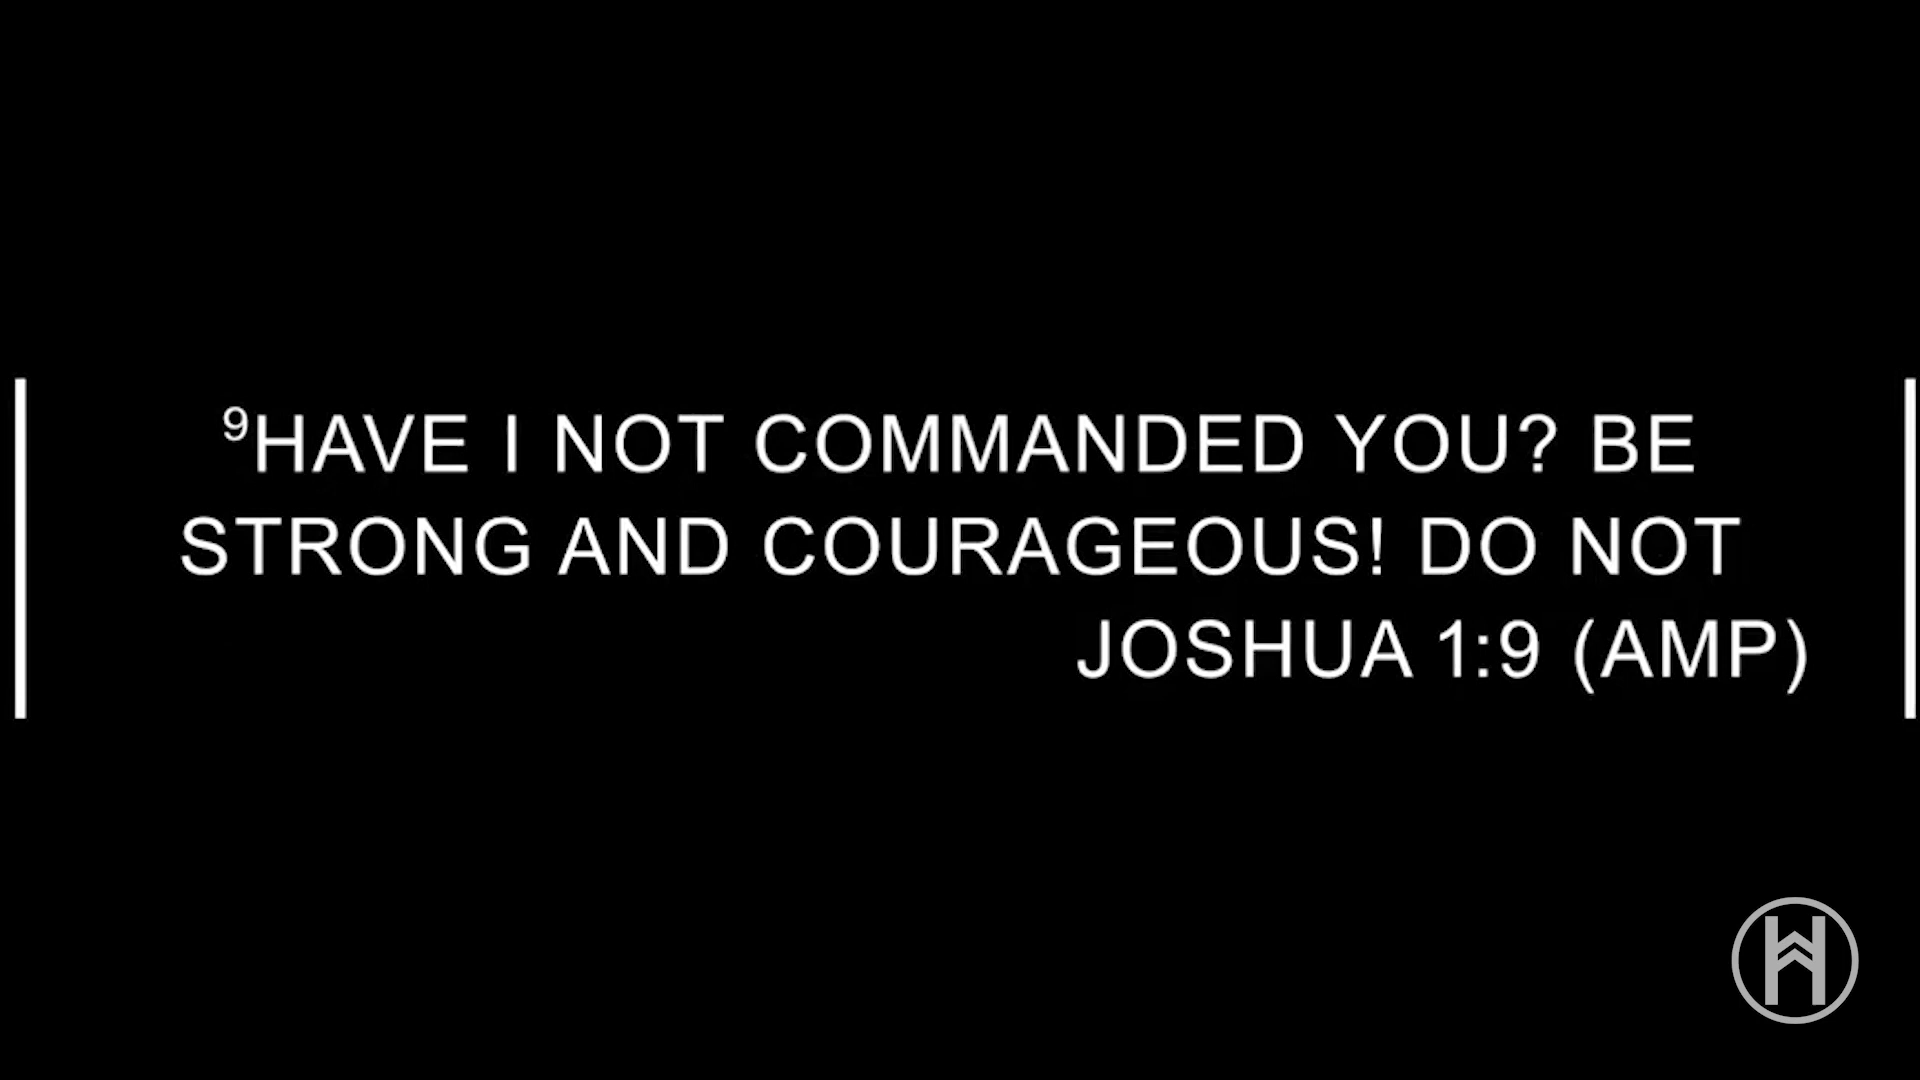 ⁹HAVE I NOT COMMANDED YOU? BE
STRONG AND COURAGEOUS! DO NOT
JOSHUA 1:9 (AMP)